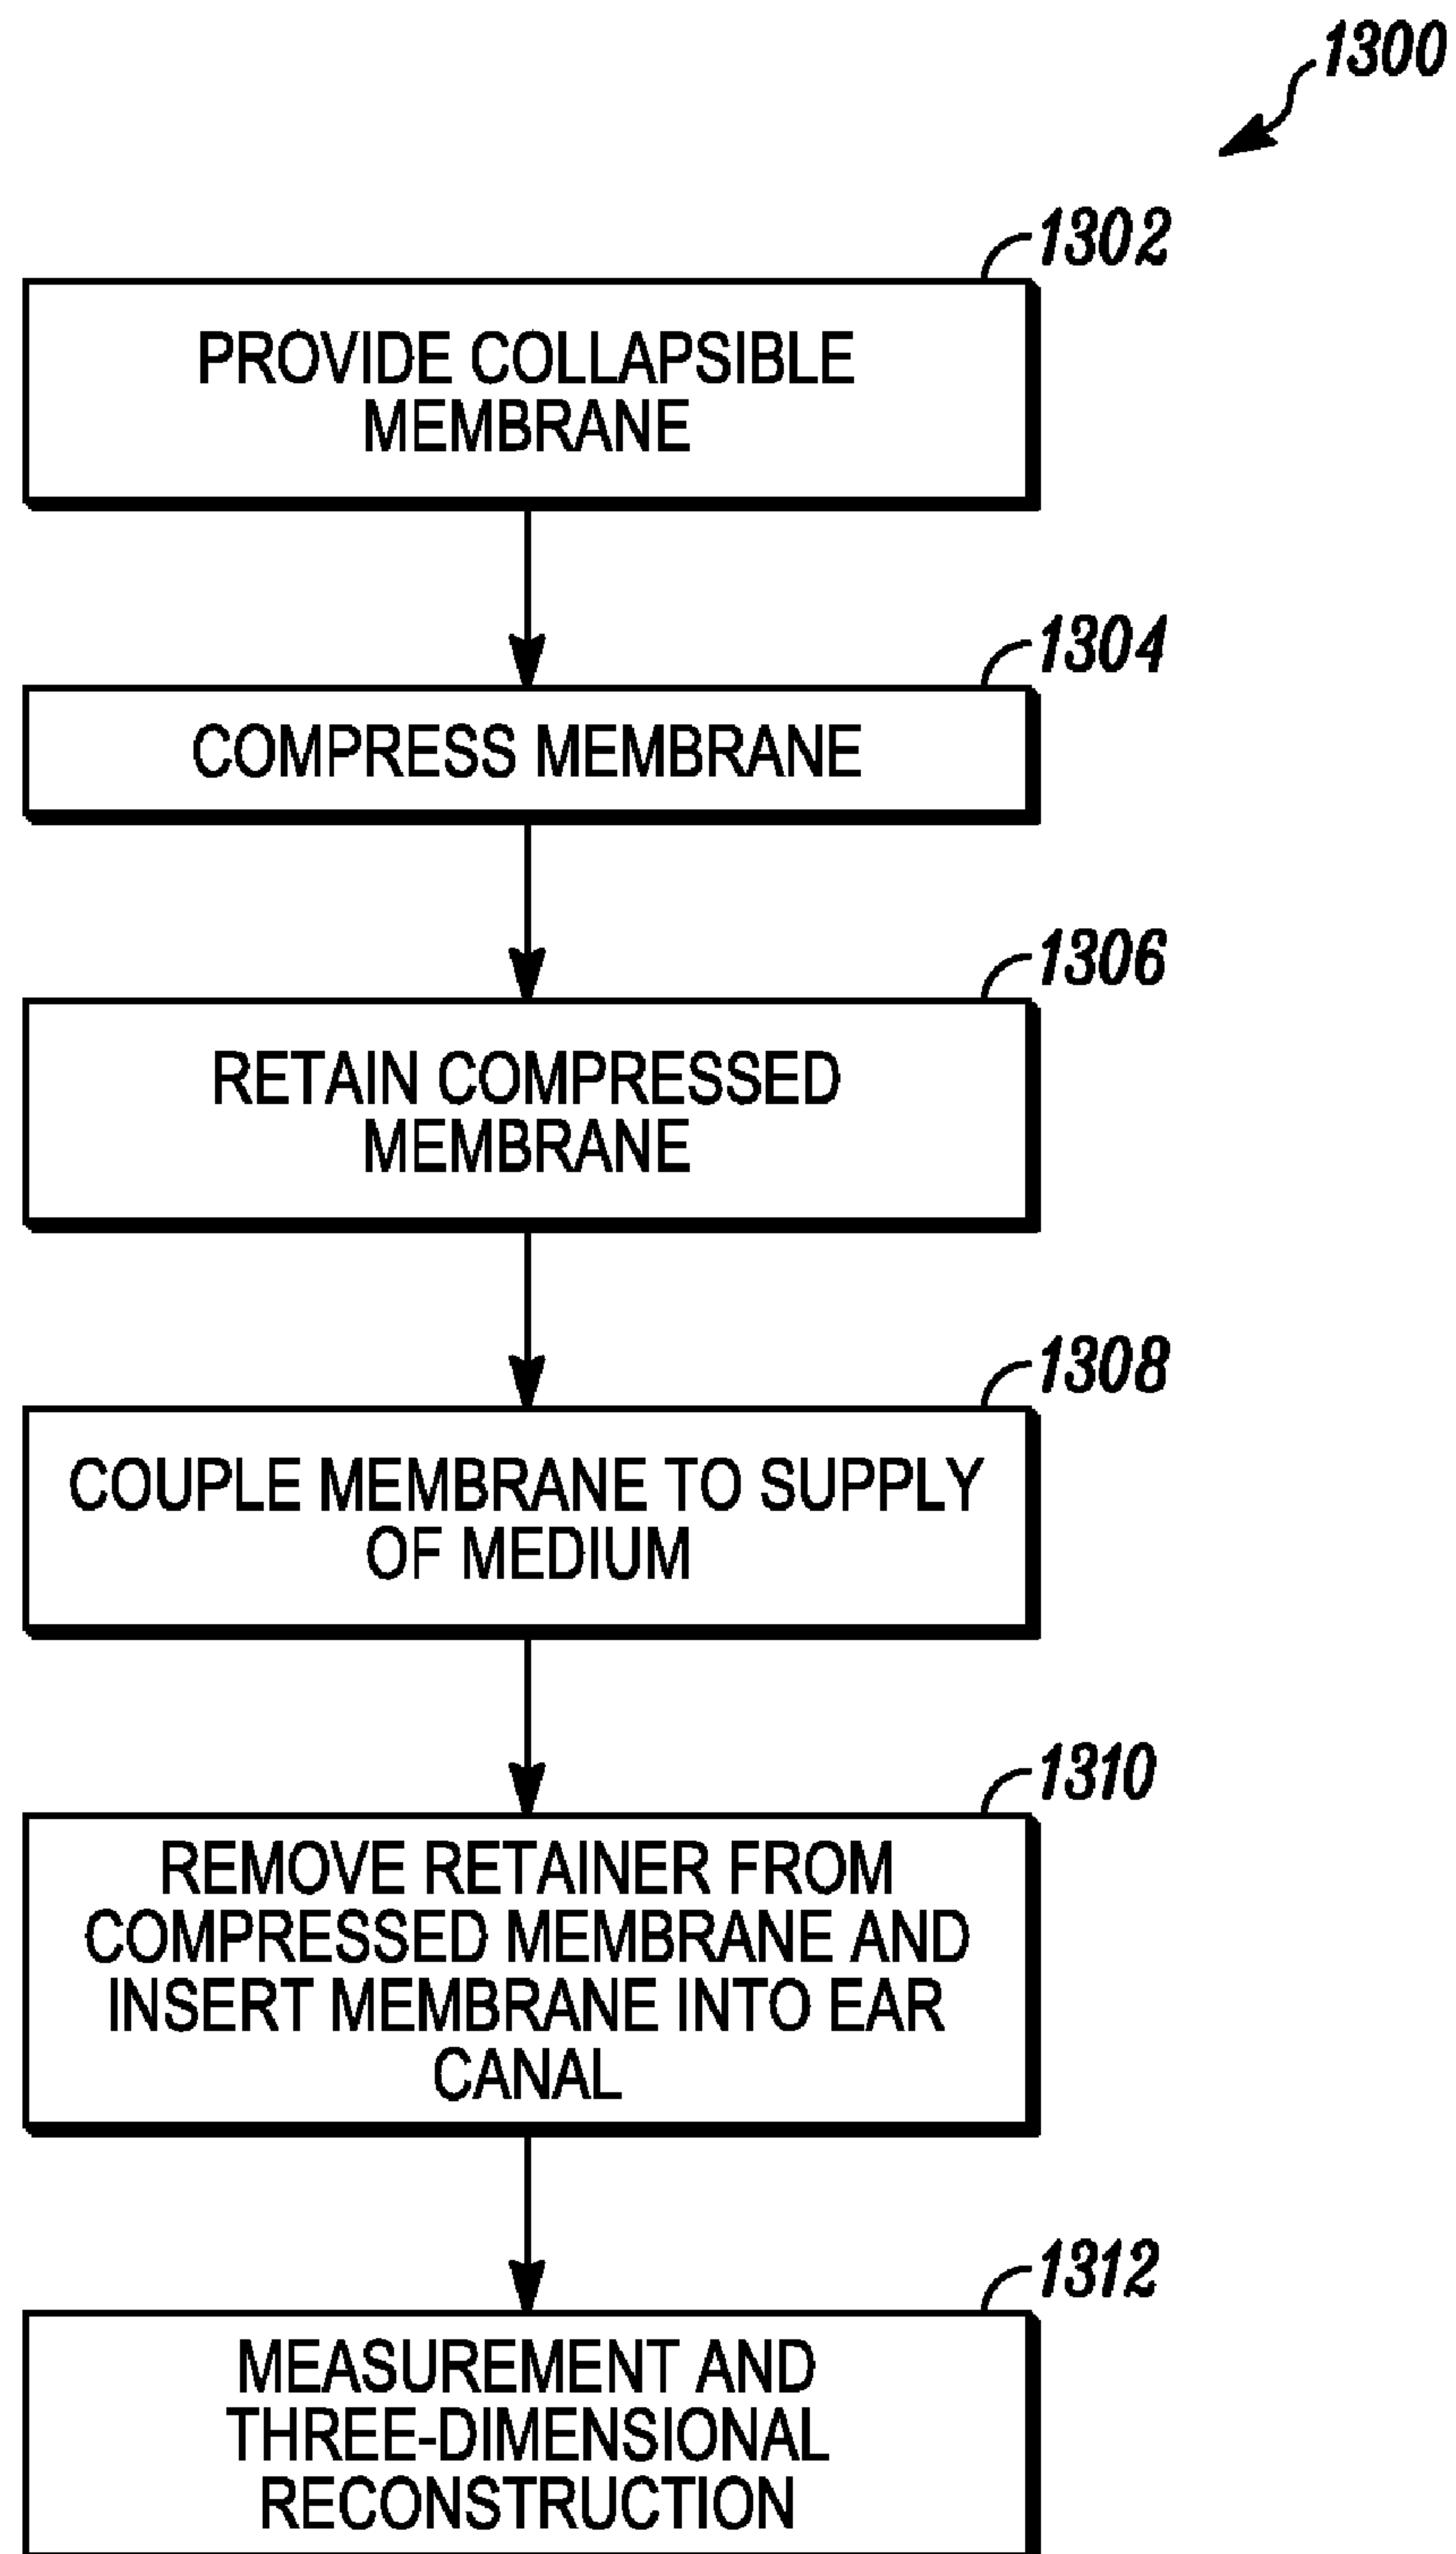 1300
1302
PROVIDE COLLAPSIBLE
MEMBRANE
1304
COMPRESS MEMBRANE
1306
RETAIN COMPRESSED
MEMBRANE
1308
COUPLE MEMBRANE TO SUPPLY
OF MEDIUM
1310
REMOVE RETAINER FROM
COMPRESSED MEMBRANE AND
INSERT MEMBRANE INTO EAR
CANAL
1312
MEASUREMENT AND
THREE-DIMENSIONAL
RECONSTRUCTION